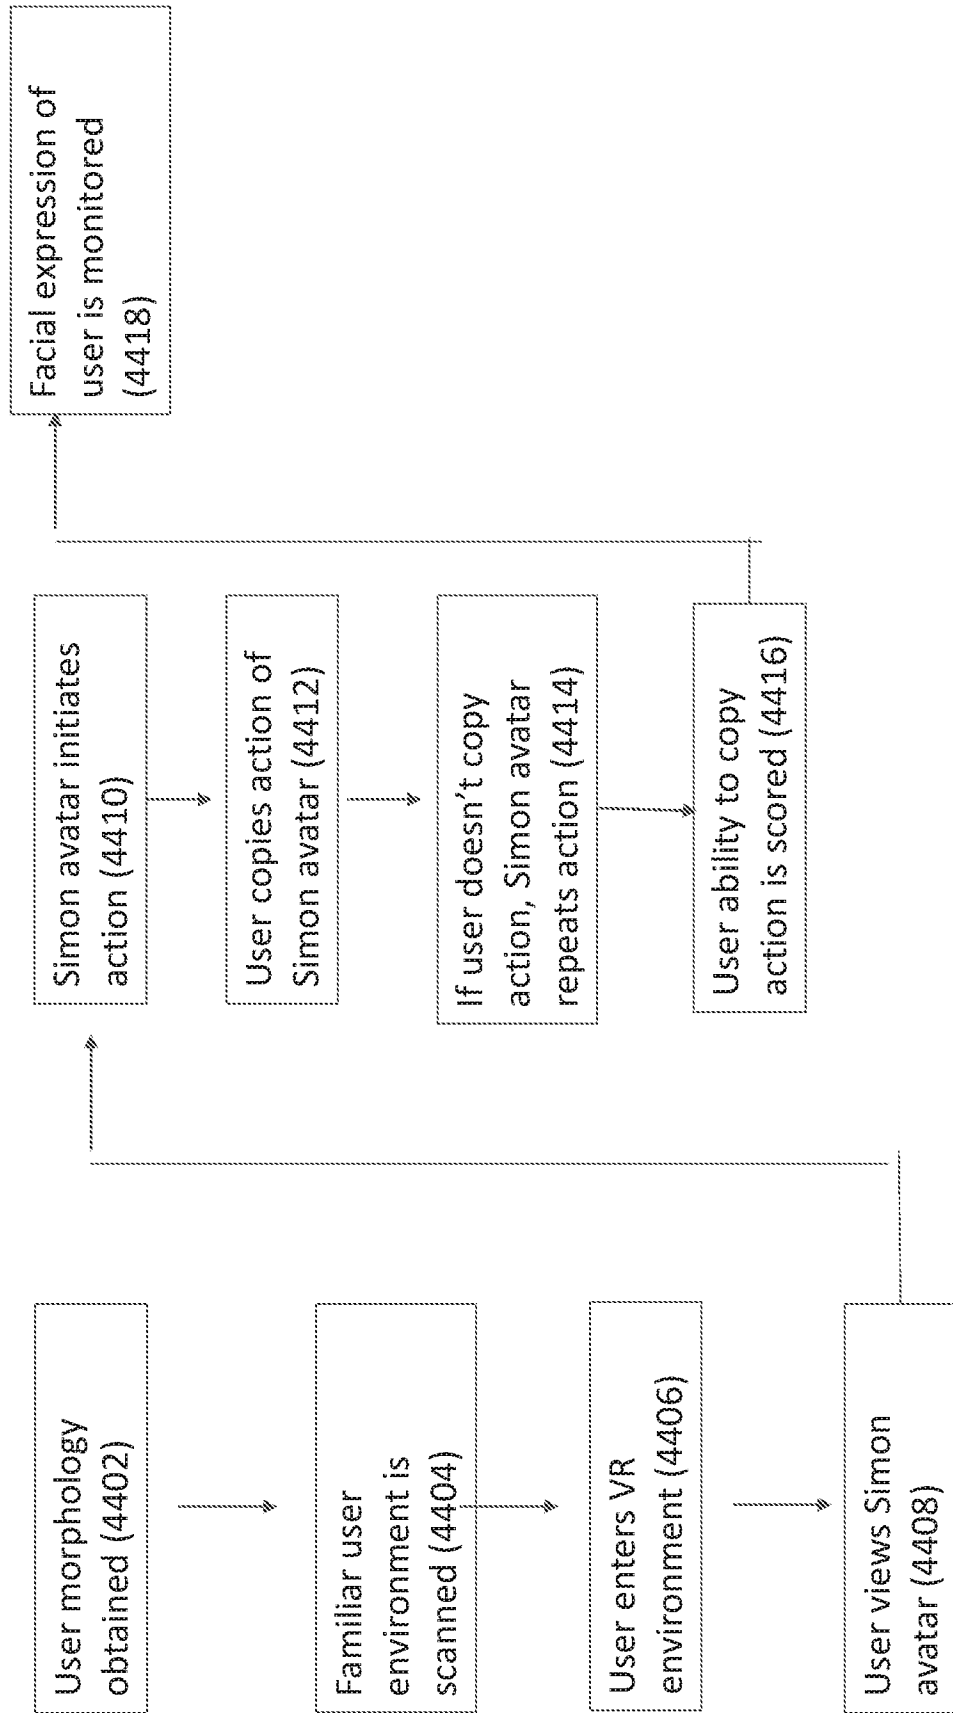 User morphology
obtained (4402)
Familiar user
environment is
scanned (4404)
User enters VR
environment (4406)
User views Simon
avatar (4408)
Simon avatar initiates
action (4410)
User copies action of
Simon avatar (4412)
If user doesn’t copy
action, Simon avatar
repeats action (4414)
User ability to copy
action is scored (4416)
Facial expression of
user is monitored
(4418)